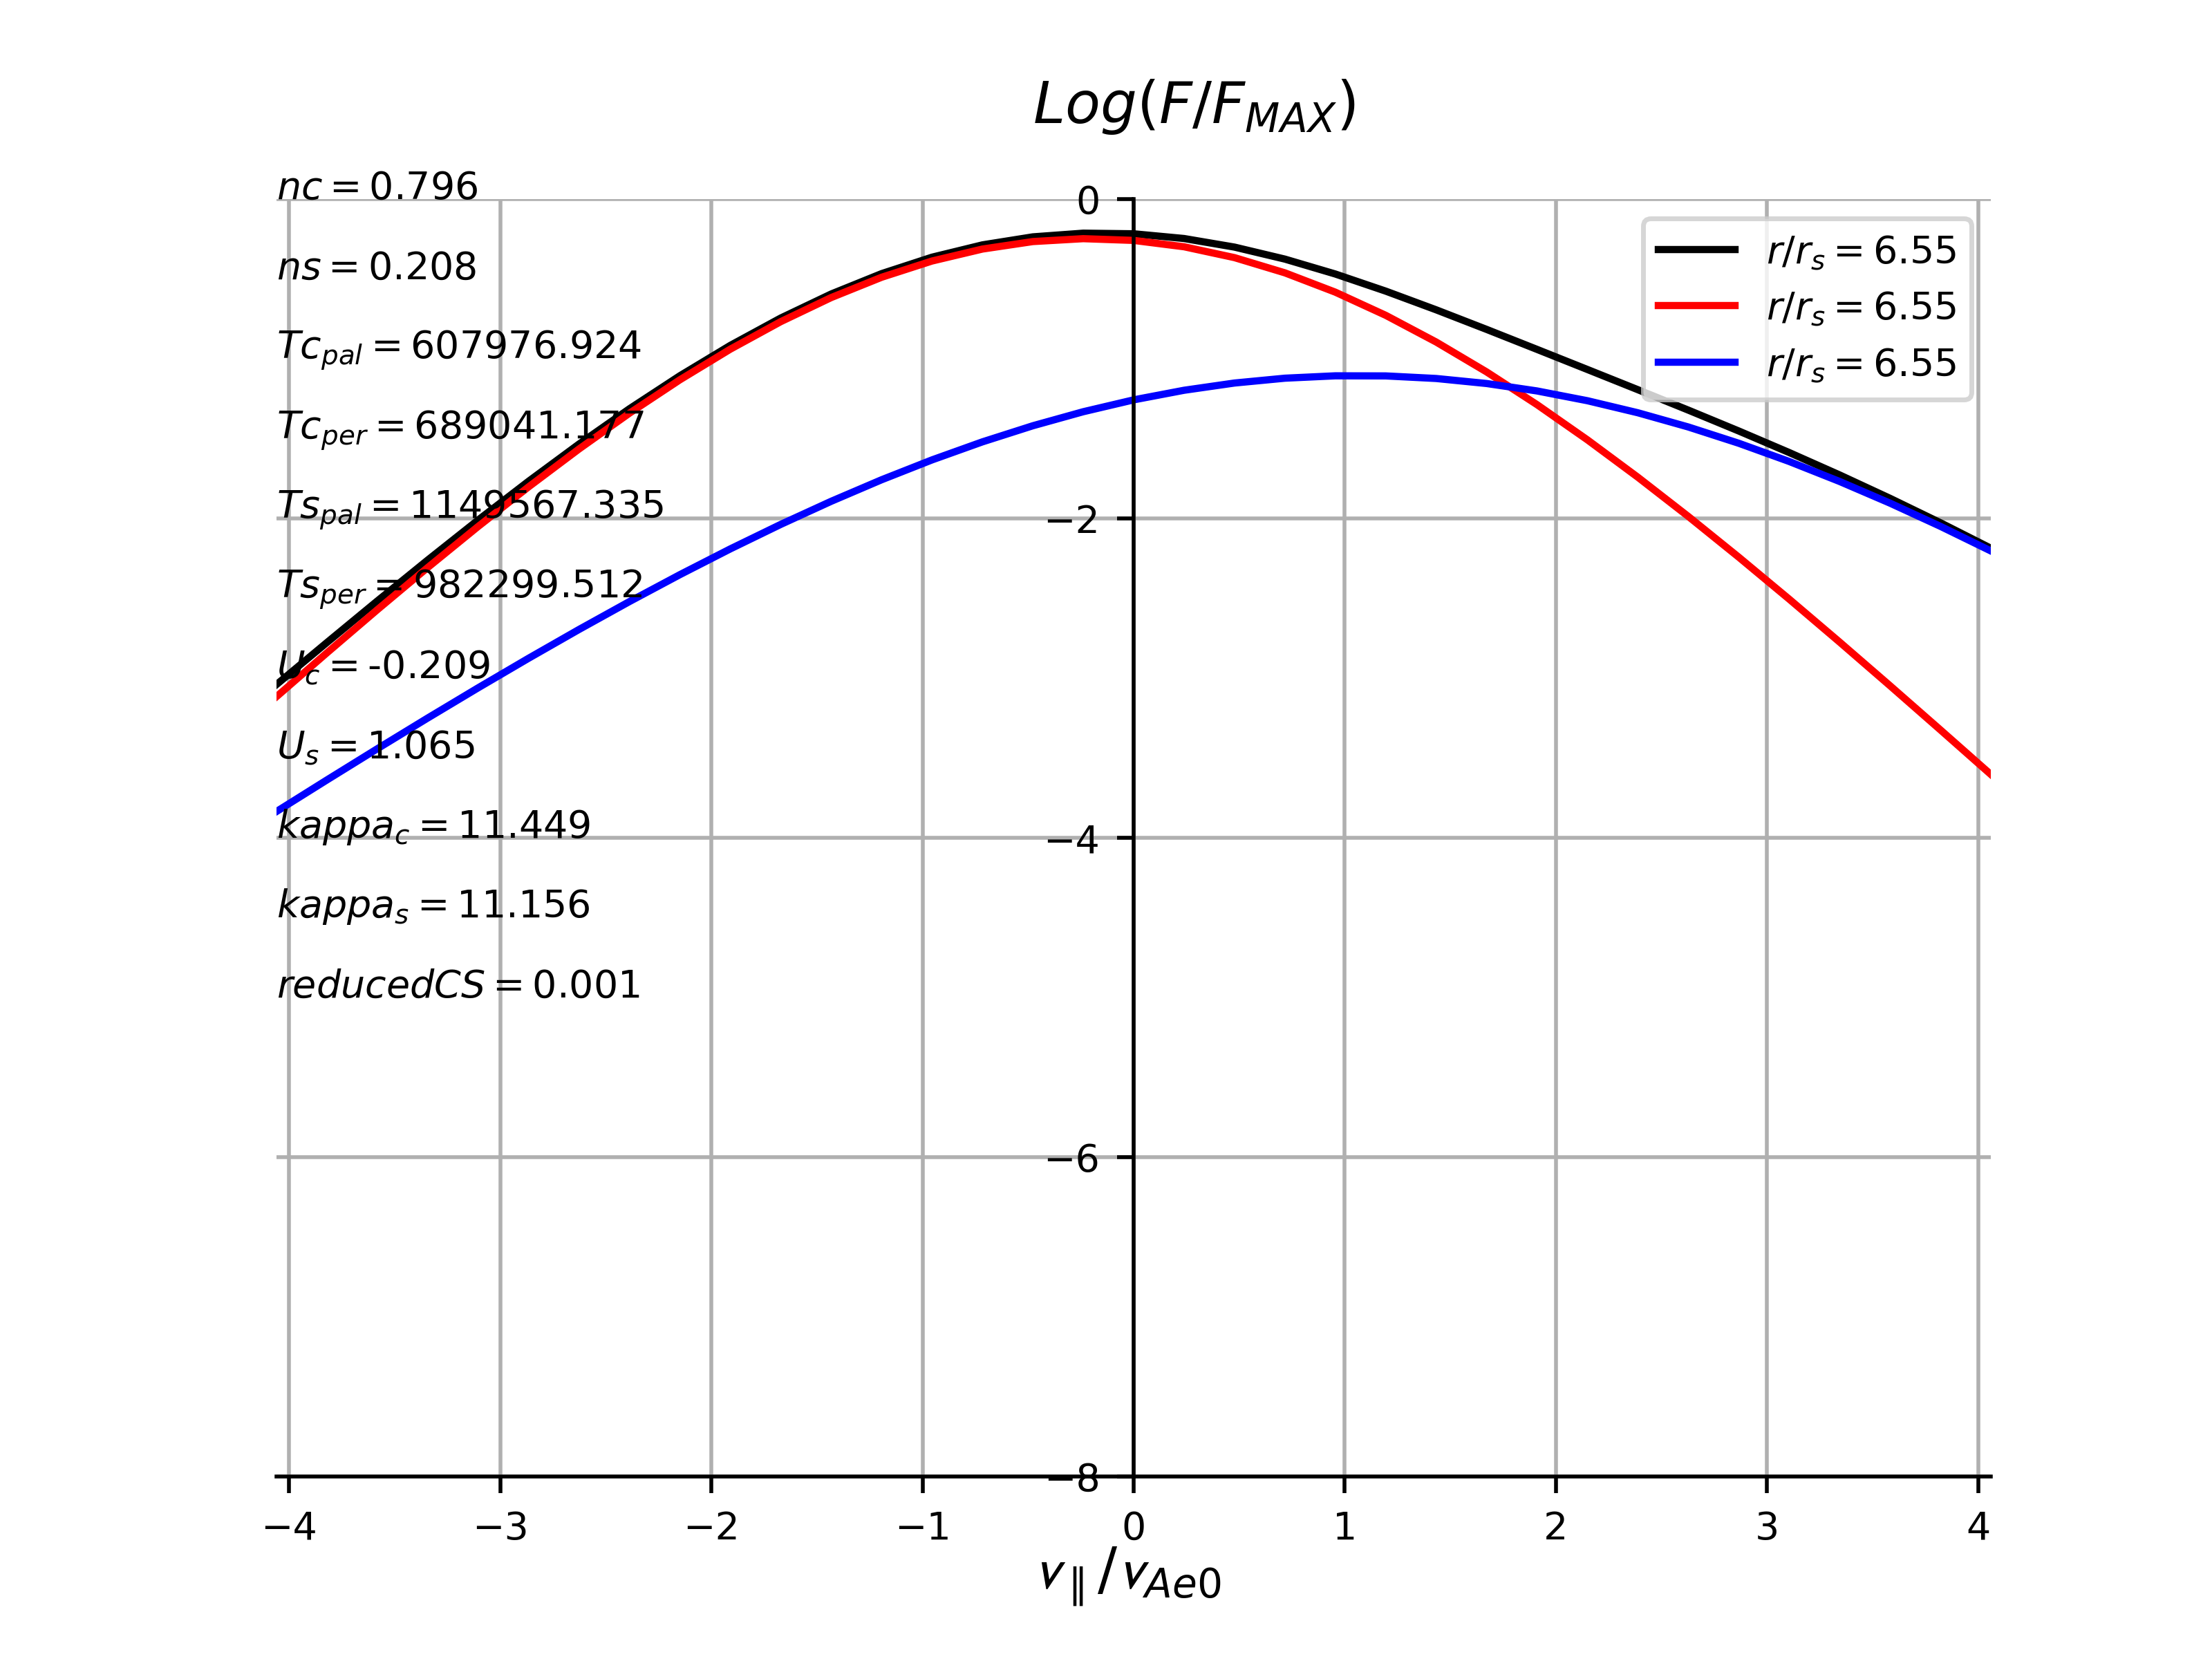 Log(F/F_MAX)
nc = 0.796
ns = 0.208
Tc_pal = 607976.924
Tc_per = 689041.177
Ts_pal = 1149567.335
Ts_per = 982299.512
U_c = -0.209
U_s = 1.065
kappa_c = 11.449
kappa_s = 11.156
reducedCS = 0.001
r/r_s = 6.55
r/r_s = 6.55
r/r_s = 6.55
0
−2
−4
−6
−8
−4 −3 −2 −1 0 1 2 3 4
v_∥/v_Ae0